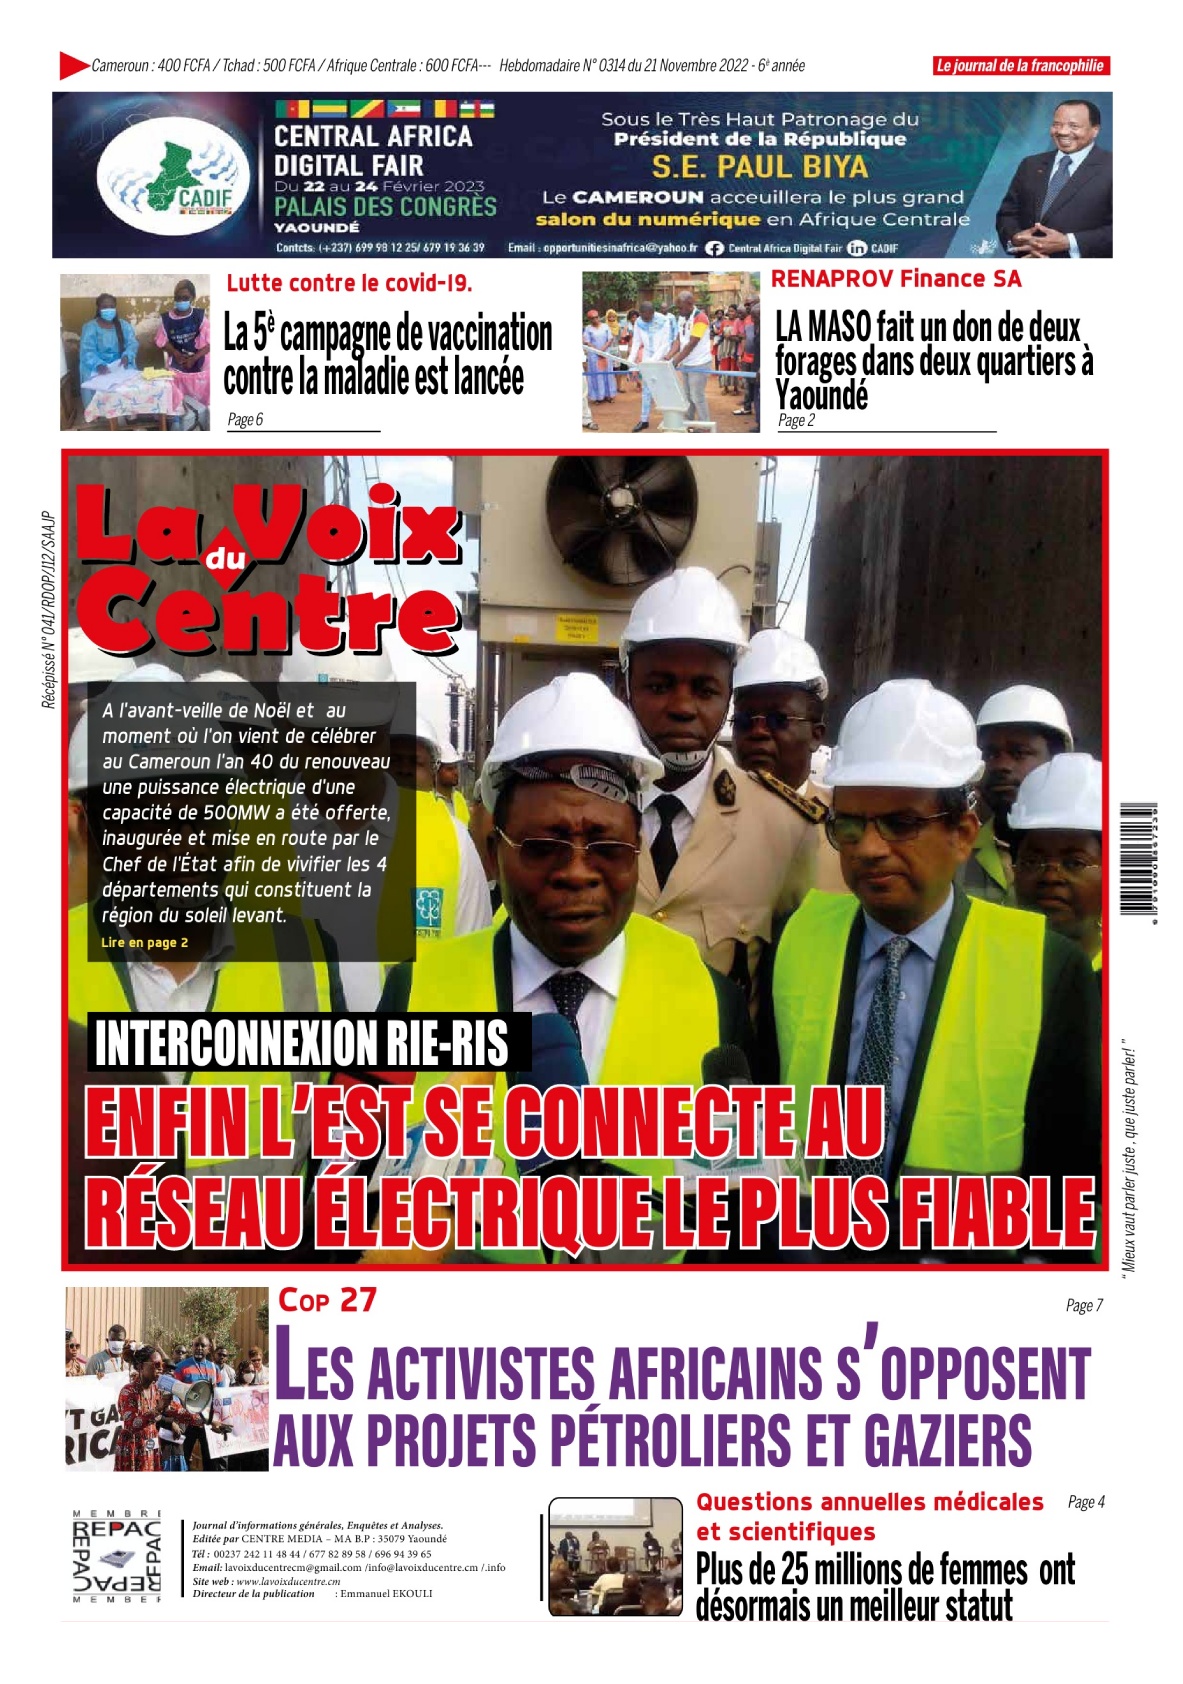 Cameroun : 400 FCFA / Tchad : 500 FCFA / Afrique Centrale : 600 FCFA--- Hebdomadaire N° 0314 du 21 Novembre 2022 - 6è année
Le journal de la francophilie
CADIF
CENTRAL AFRICA
DIGITAL FAIR
Du 22 au 24 Février 2023
PALAIS DES CONGRÈS
YAOUNDÉ
Contcts: (+237) 699 98 12 25/ 679 19 36 39
Sous le Très Haut Patronage du
Président de la République
S.E. PAUL BIYA
Le CAMEROUN accueillera le plus grand
salon du numérique en Afrique Centrale
Email : opportunitiesinafrica@yahoo.fr Central Africa Digital Fair in CADIF
Lutte contre le covid-19.
La 5è campagne de vaccination
contre la maladie est lancée
Page 6
RENAPROV Finance SA
LA MASO fait un don de deux
forages dans deux quartiers à
Yaoundé
Page 2
Récépissé N° 041/RDOP/J12/SAAJP
La Voix
du
Centre
A l'avant-veille de Noël et au
moment où l'on vient de célébrer
au Cameroun l'an 40 du renouveau
une puissance électrique d'une
capacité de 500MW a été offerte,
inaugurée et mise en route par le
Chef de l'État afin de vivifier les 4
départements qui constituent la
région du soleil levant.
Lire en page 2
INTERCONNEXION RIE-RIS
ENFIN L'EST SE CONNECTE AU
RÉSEAU ÉLECTRIQUE LE PLUS FIABLE
“ Mieux vaut parler juste , que juste parler! ”
COP 27
Page 7
LES ACTIVISTES AFRICAINS S'OPPOSENT
AUX PROJETS PÉTROLIERS ET GAZIERS
MEMBRE
REPAC
REPAC
REPAC
REPAC
MEMBER
Journal d'informations générales, Enquêtes et Analyses.
Editée par CENTRE MEDIA – MA B.P : 35079 Yaoundé
Tél : 00237 242 11 48 44 / 677 82 89 58 / 696 94 39 65
Email: lavoixducentrecm@gmail.com /info@lavoixducentre.cm /.info
Site web : www.lavoixducentre.cm
Directeur de la publication : Emmanuel EKOULI
Questions annuelles médicales
et scientifiques
Page 4
Plus de 25 millions de femmes ont
désormais un meilleur statut